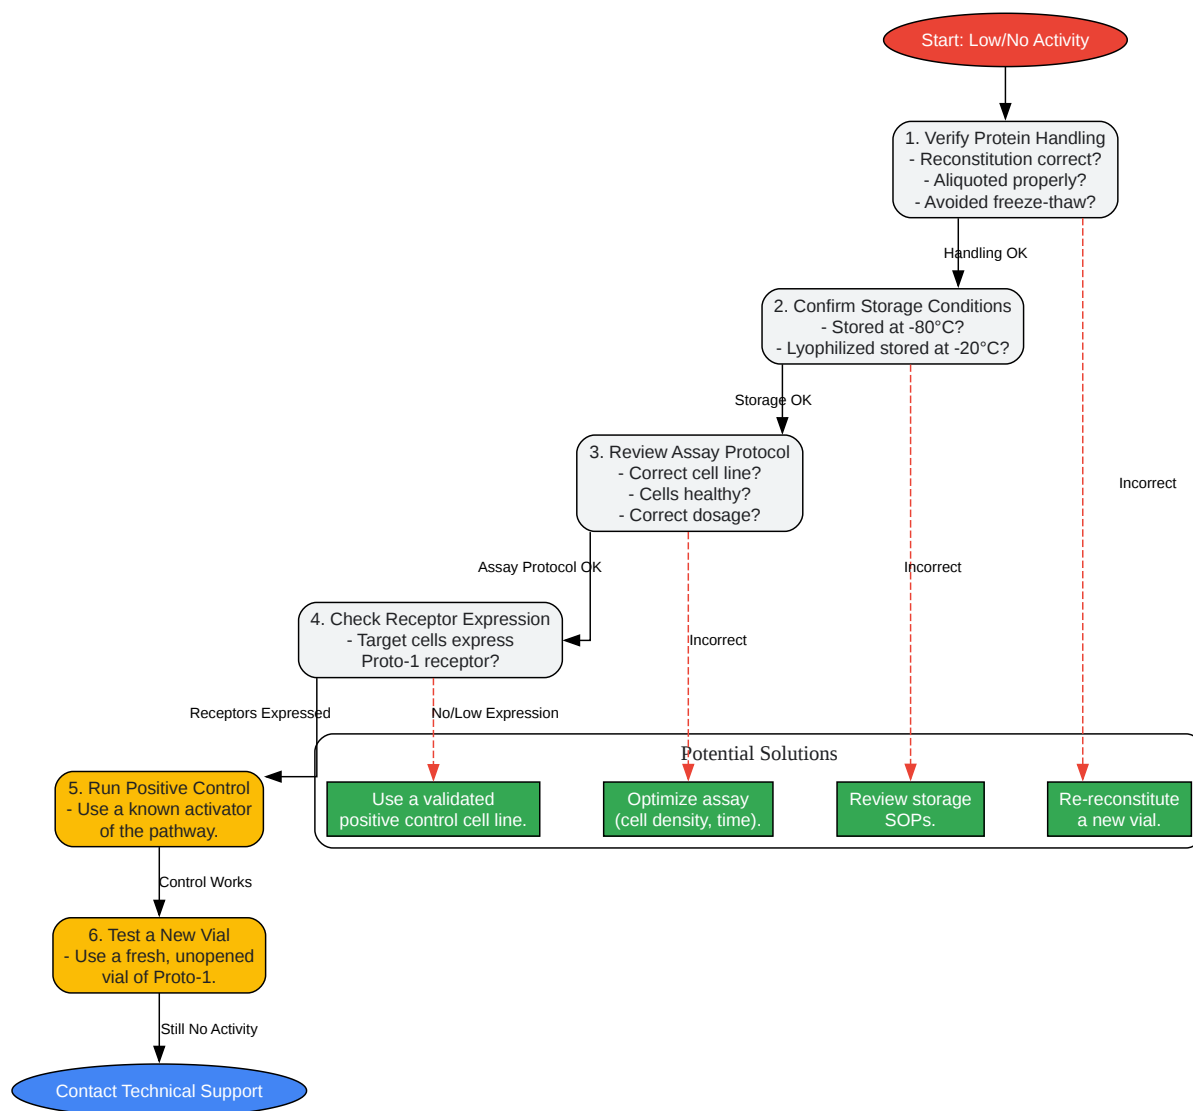 Start: Low/No Activity
1. Verify Protein Handling
- Reconstitution correct?
- Aliquoted properly?
- Avoided freeze-thaw?
Handling OK
2. Confirm Storage Conditions
- Stored at -80°C?
- Lyophilized stored at -20°C?
Storage OK
3. Review Assay Protocol
- Correct cell line?
- Cells healthy?
- Correct dosage?
Incorrect
Assay Protocol OK
Incorrect
4. Check Receptor Expression
- Target cells express
Proto-1 receptor?
Incorrect
Receptors Expressed
No/Low Expression
Potential Solutions
5. Run Positive Control
- Use a known activator
of the pathway.
Use a validated
positive control cell line.
Optimize assay
(cell density, time).
Review storage
SOPs.
Re-reconstitute
a new vial.
Control Works
6. Test a New Vial
- Use a fresh, unopened
vial of Proto-1.
Still No Activity
Contact Technical Support